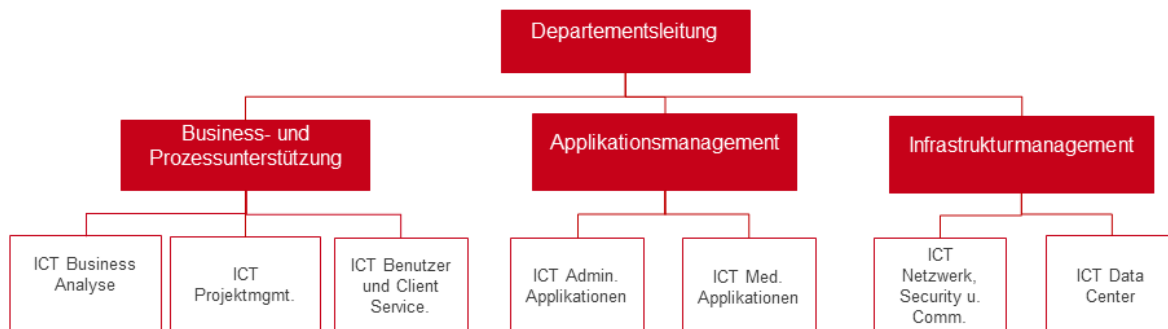 Departementsleitung
Business- und
Prozessunterstützung
Applikationsmanagement
Infrastrukturmanagement
ICT Business
Analyse
ICT
Projektmgmt.
ICT Benutzer
und Client
Service.
ICT Admin.
Applikationen
ICT Med.
Applikationen
ICT
Netzwerk,
Security u.
Comm.
ICT Data
Center